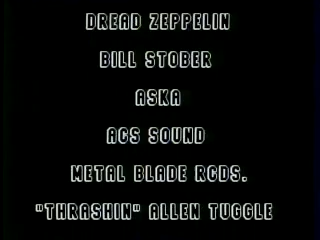 DREAD ZEPPELIN
BILL STOBER
ASKA
ACS SOUND
METAL BLADE RCDS.
"THRASHIN" ALLEN TUGGLE